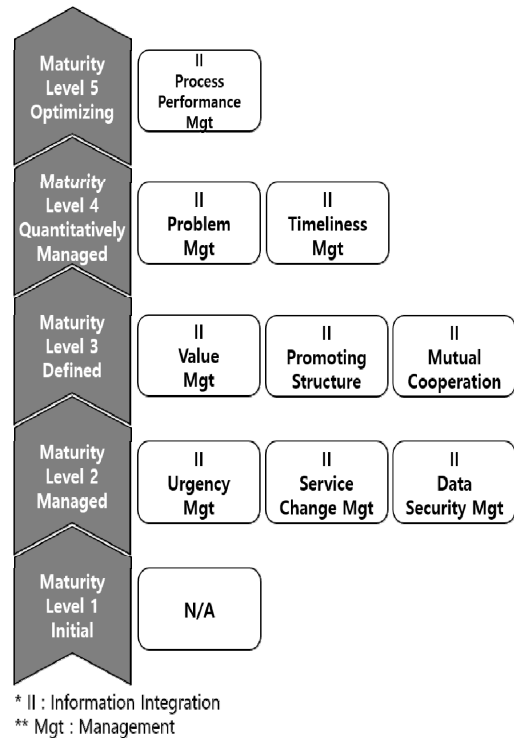 Maturity
Level 5
Optimizing
II
Process
Performance
Mgt
Maturity
Level 4
Quantitatively
Managed
II
Problem
Mgt
II
Timeliness
Mgt
Maturity
Level 3
Defined
II
Value
Mgt
II
Promoting
Structure
II
Mutual
Cooperation
Maturity
Level 2
Managed
II
Urgency
Mgt
II
Service
Change Mgt
II
Data
Security Mgt
Maturity
Level 1
Initial
N/A
* II : Information Integration
** Mgt : Management